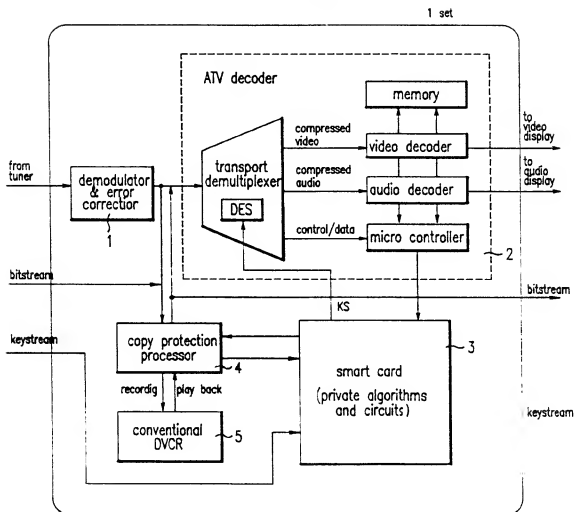 1 set
ATV decoder
memory
to
video
display
compressed
video
video decoder
from
tuner
demodulator
& error
correction
1
transport
demultiplexer
DES
compressed
audio
audio decoder
to
audio
display
control/data
micro controller
2
bitstream
bitstream
KS
keystream
copy protection
processor
4
smart card
(private algorithms
and circuits)
3
recordig
play back
conventional
DVCR
5
keystream